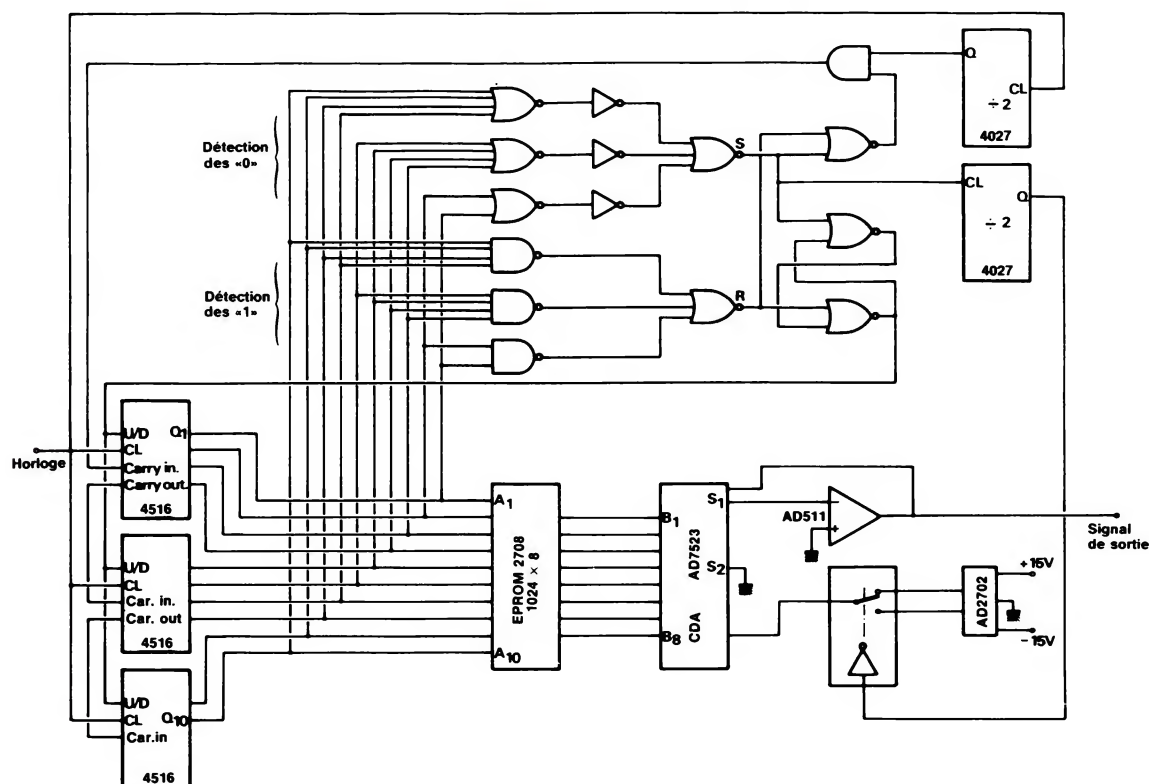 Q
CL
÷ 2
4027
Détection
des «0»
S
CL
Q
÷ 2
4027
Détection
des «1»
R
Horloge
U/D
Q1
CL
Carry in.
Carry out.
4516
U/D
CL
Car. in.
Car. out
4516
U/D
CL
Q10
Car.in
4516
A1
A10
EPROM 2708
1024 × 8
B1
B8
AD7523
CDA
S1
S2
AD511
−
+
Signal
de sortie
AD2702
+15V
−15V